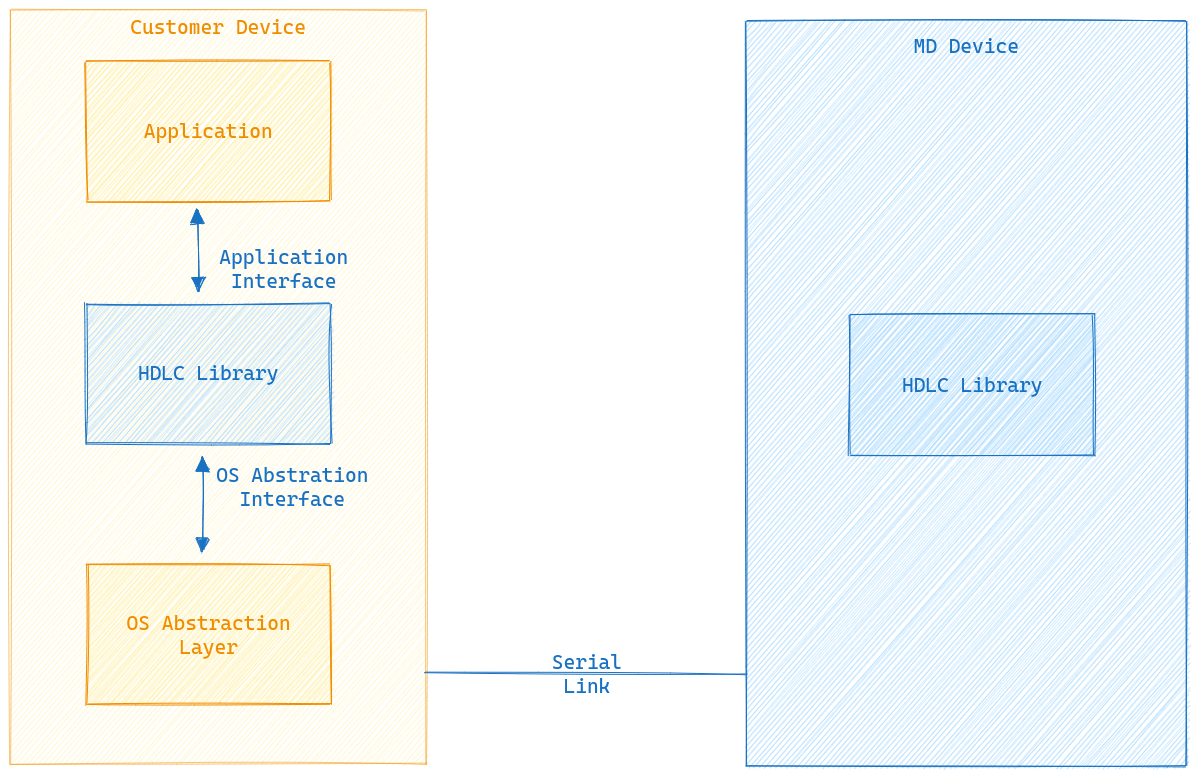 Customer Device
Application
Application
Interface
HDLC Library
OS Abstration
Interface
OS Abstraction
Layer
Serial
Link
MD Device
HDLC Library